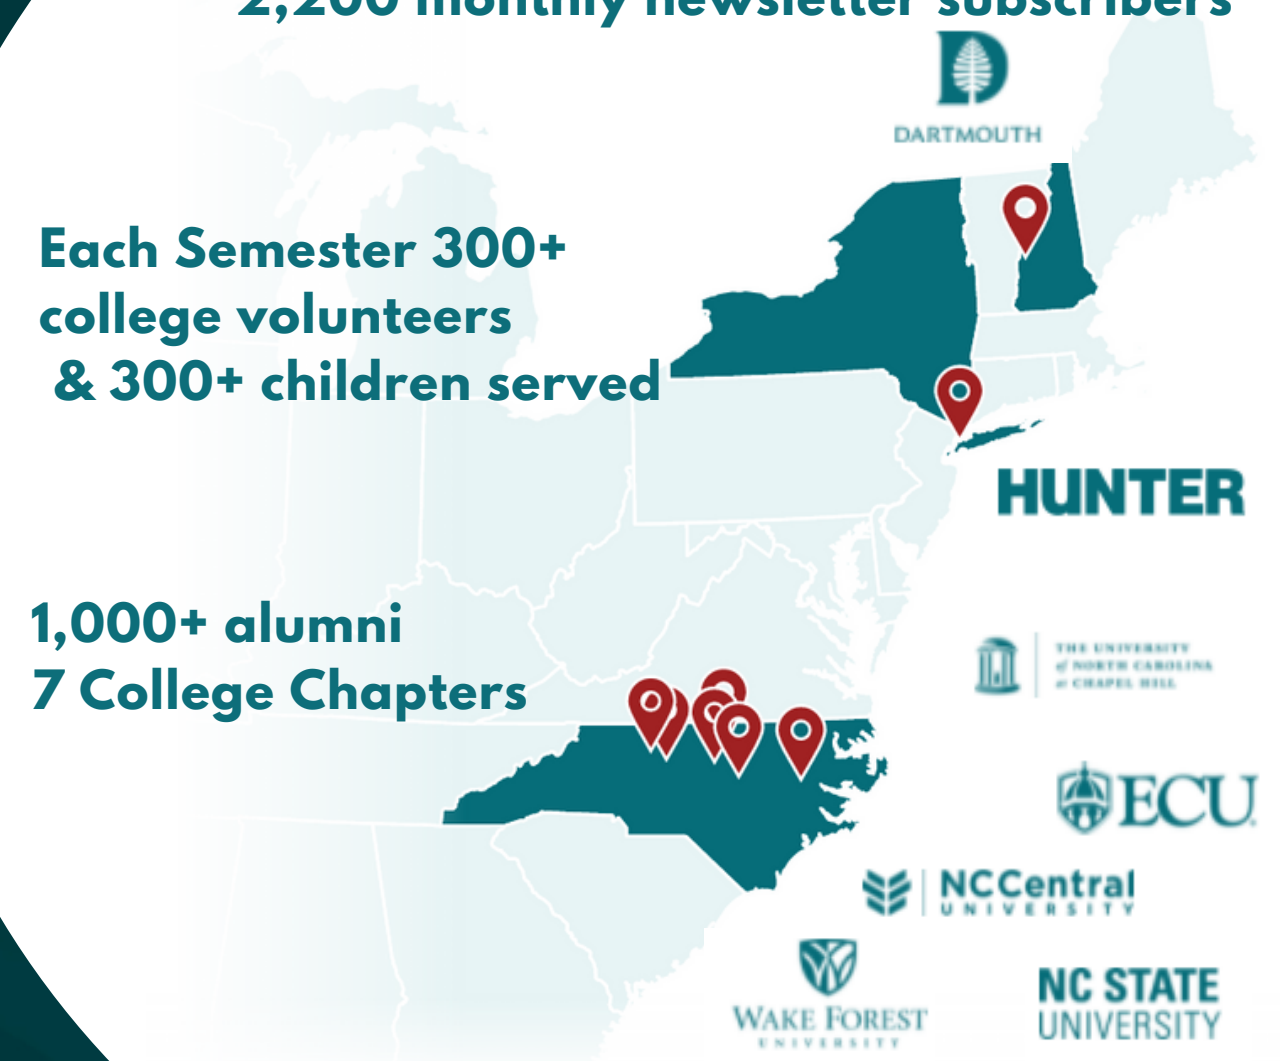 2,200 monthly newsletter subscribers
DARTMOUTH
Each Semester 300+
college volunteers
& 300+ children served
HUNTER
1,000+ alumni
7 College Chapters
THE UNIVERSITY
of NORTH CAROLINA
at CHAPEL HILL
ECU
NCCentral
UNIVERSITY
WAKE FOREST
UNIVERSITY
NC STATE
UNIVERSITY